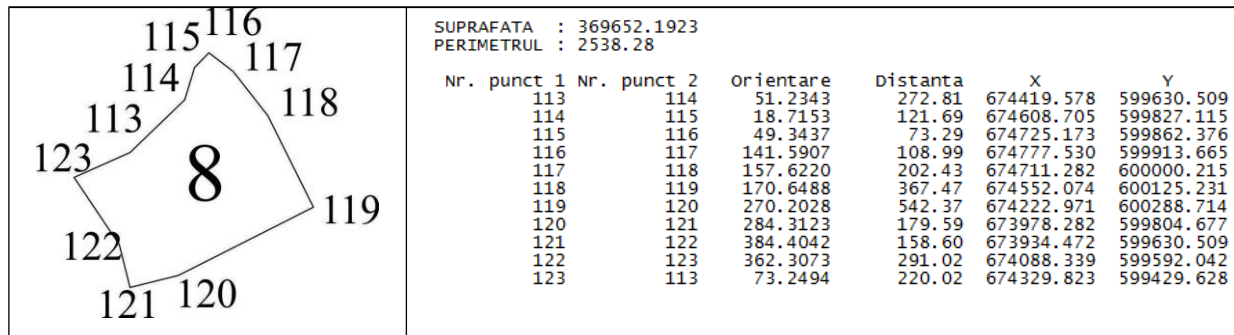 116
115
117
114
118
113
123
8
119
122
121 120
SUPRAFATA : 369652.1923
PERIMETRUL : 2538.28
Nr. punct 1 Nr. punct 2 Orientare Distanta X Y
113 114 51.2343 272.81 674419.578 599630.509
114 115 18.7153 121.69 674608.705 599827.115
115 116 49.3437 73.29 674725.173 599862.376
116 117 141.5907 108.99 674777.530 599913.665
117 118 157.6220 202.43 674711.282 600000.215
118 119 170.6488 367.47 674552.074 600125.231
119 120 270.2028 542.37 674222.971 600288.714
120 121 284.3123 179.59 673978.282 599804.677
121 122 384.4042 158.60 673934.472 599630.509
122 123 362.3073 291.02 674088.339 599592.042
123 113 73.2494 220.02 674329.823 599429.628